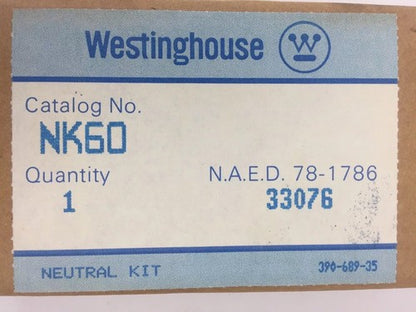 Westinghouse W
Catalog No.
NK60
Quantity N.A.E.D. 78-1786
1 33076
NEUTRAL KIT 390-689-35